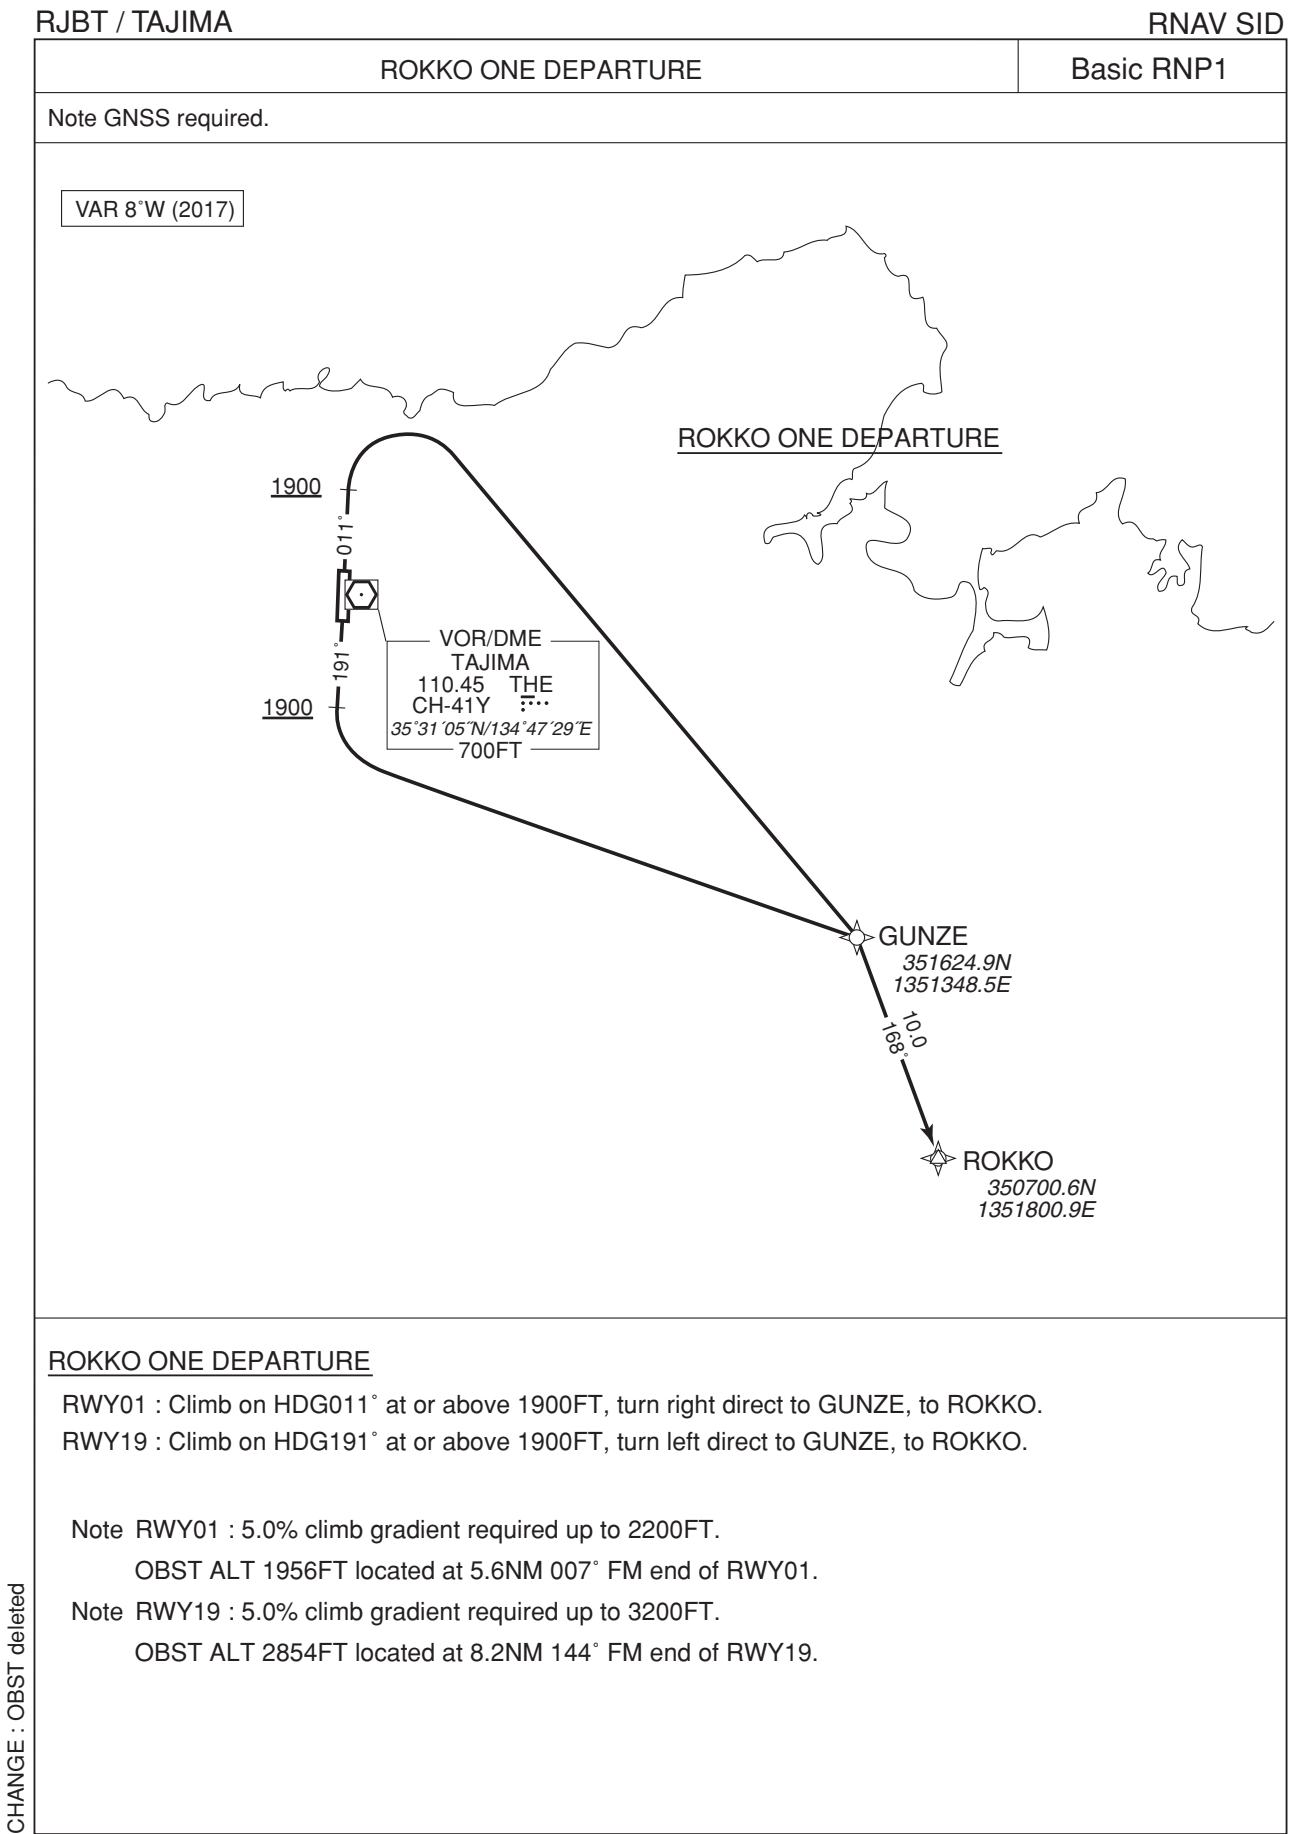 RJBT / TAJIMA
RNAV SID
ROKKO ONE DEPARTURE
Basic RNP1
Note GNSS required.
VAR 8˚W (2017)
ROKKO ONE DEPARTURE
1900
011˚
191˚
1900
VOR/DME
TAJIMA
110.45 THE
CH-41Y
35˚31´05˝N/134˚47´29˝E
700FT
GUNZE
351624.9N
1351348.5E
10.0
168˚
ROKKO
350700.6N
1351800.9E
ROKKO ONE DEPARTURE
RWY01 : Climb on HDG011˚ at or above 1900FT, turn right direct to GUNZE, to ROKKO.
RWY19 : Climb on HDG191˚ at or above 1900FT, turn left direct to GUNZE, to ROKKO.
Note RWY01 : 5.0% climb gradient required up to 2200FT.
OBST ALT 1956FT located at 5.6NM 007˚ FM end of RWY01.
Note RWY19 : 5.0% climb gradient required up to 3200FT.
OBST ALT 2854FT located at 8.2NM 144˚ FM end of RWY19.
CHANGE : OBST deleted